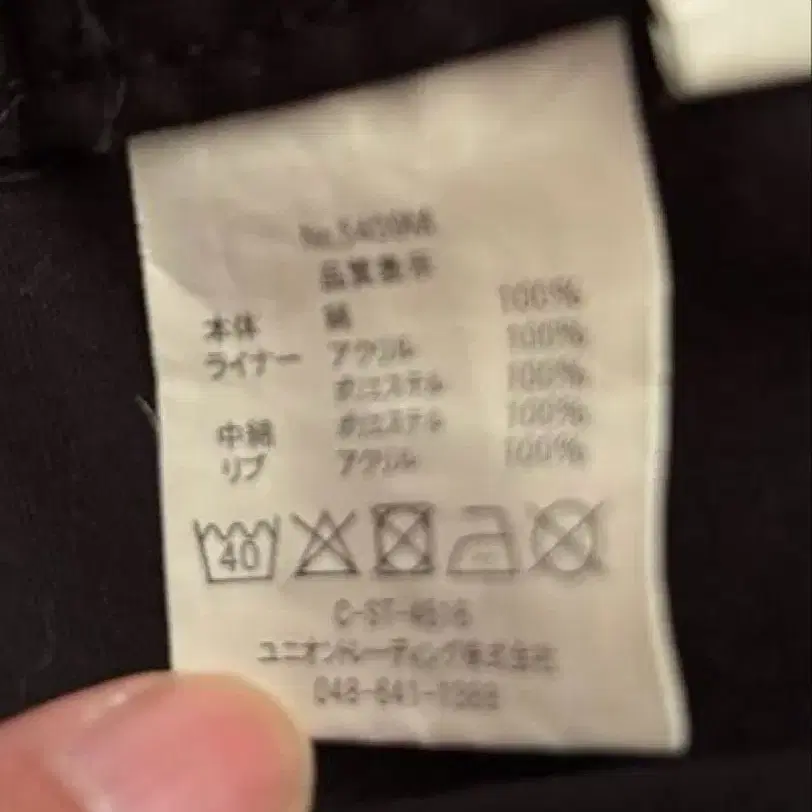 品質表示
本体 綿 100%
ライナー アクリル 100%
ポリエステル 100%
中綿 ポリエステル 100%
リブ アクリル 100%
40
C-ST-4516
ユニオントレーディング株式会社